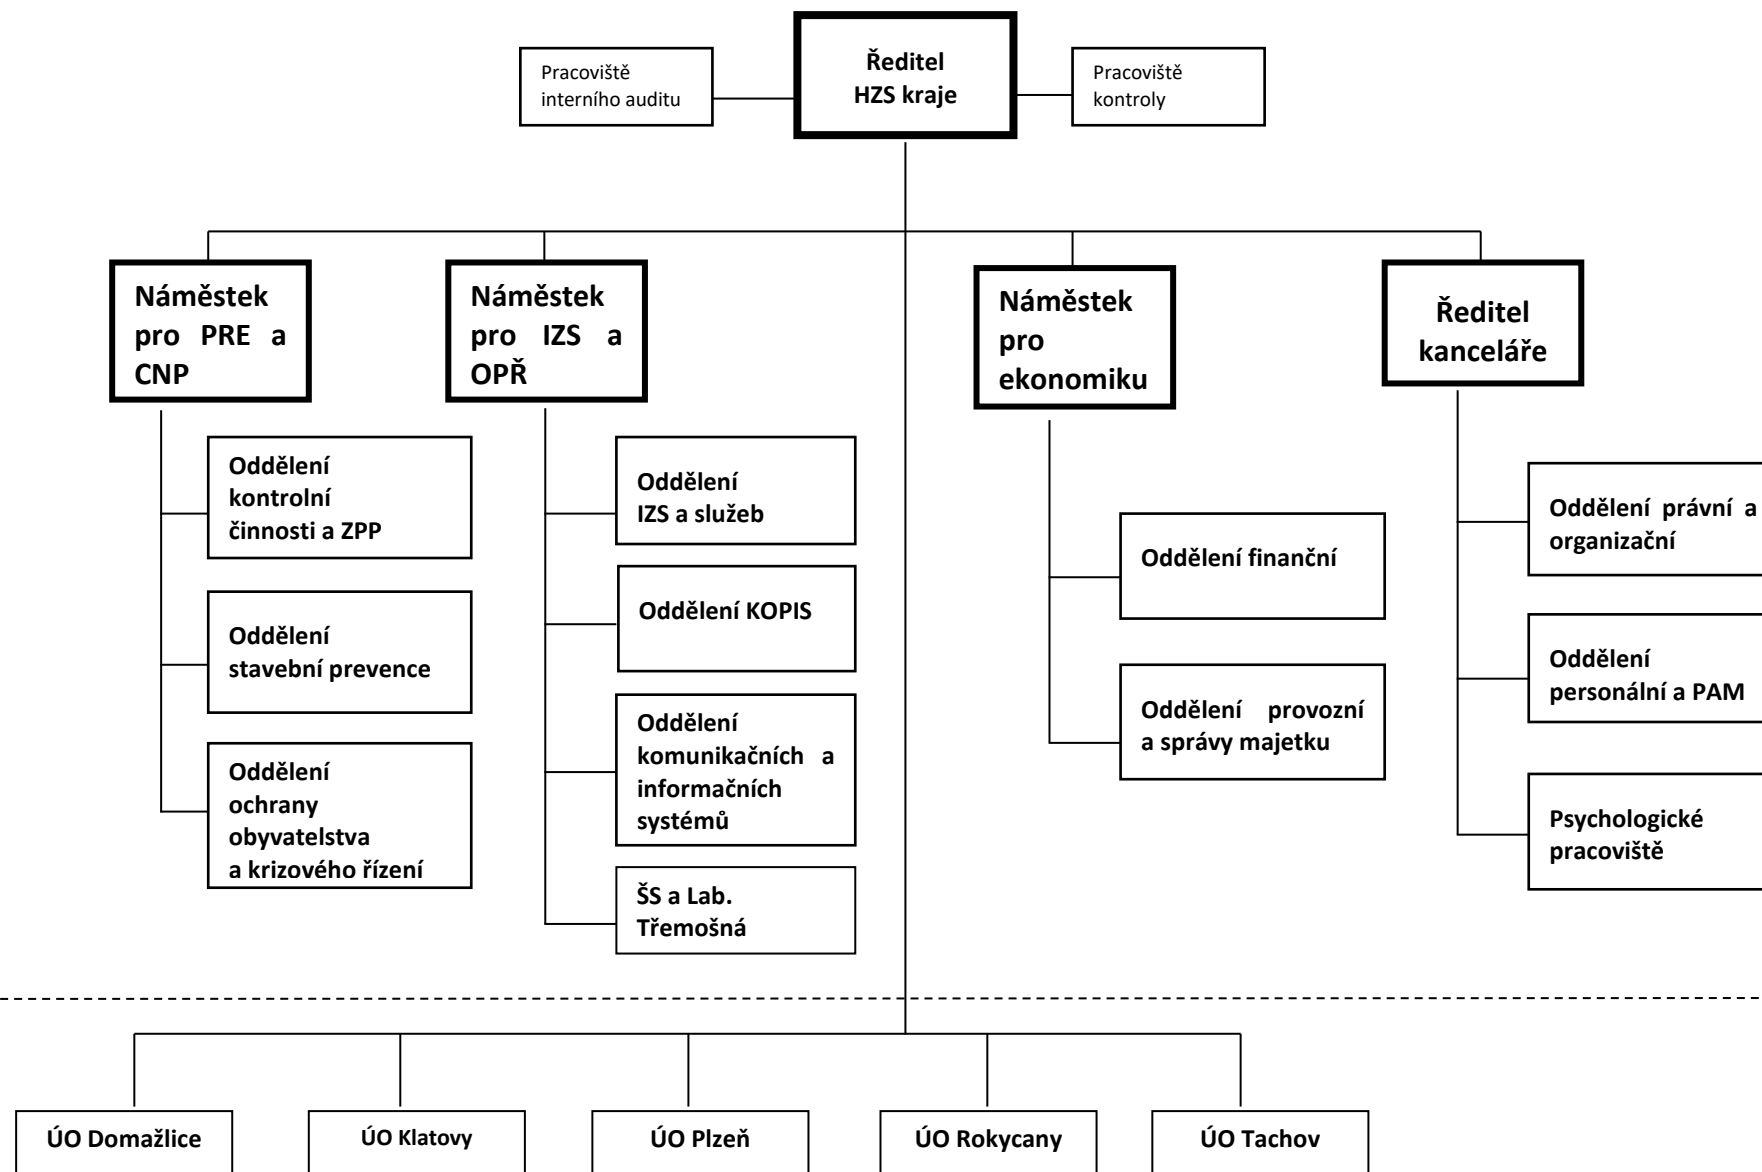 Ředitel
HZS kraje
Pracoviště
interního auditu
Pracoviště
kontroly
Náměstek
pro PRE a
CNP
Náměstek
pro IZS a
OPŘ
Náměstek
pro
ekonomiku
Ředitel
kanceláře
Oddělení
kontrolní
činnosti a ZPP
Oddělení
stavební prevence
Oddělení
ochrany
obyvatelstva
a krizového řízení
Oddělení
IZS a služeb
Oddělení KOPIS
Oddělení
komunikačních a
informačních
systémů
ŠS a Lab.
Třemošná
Oddělení finanční
Oddělení provozní
a správy majetku
Oddělení právní a
organizační
Oddělení
personální a PAM
Psychologické
pracoviště
ÚO Domažlice
ÚO Klatovy
ÚO Plzeň
ÚO Rokycany
ÚO Tachov